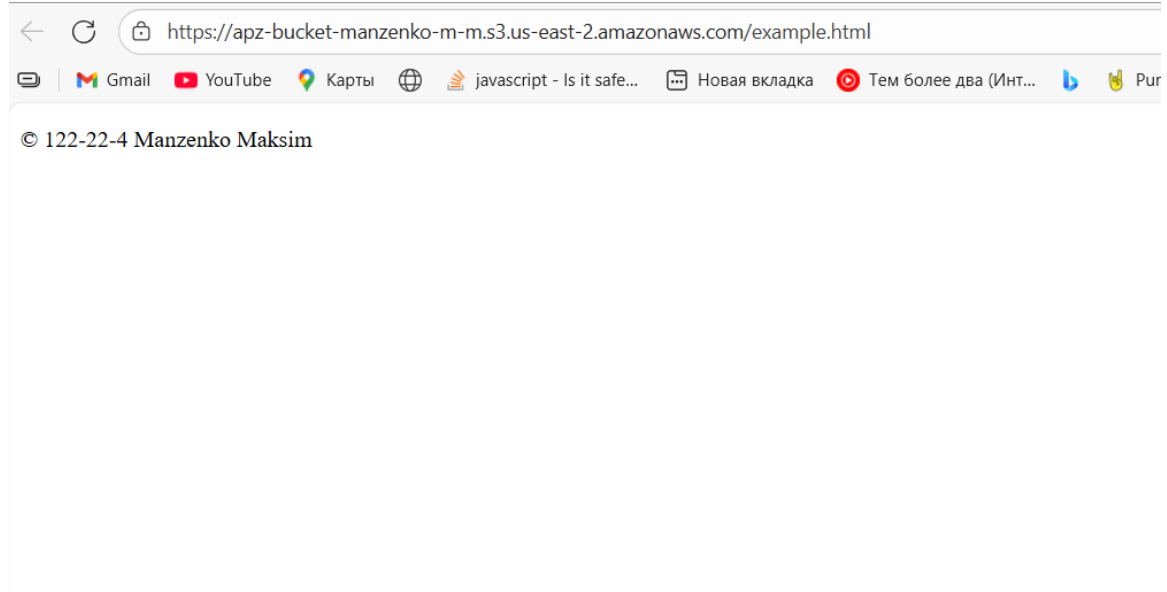 https://apz-bucket-manzenko-m-m.s3.us-east-2.amazonaws.com/example.html
Gmail YouTube Карты javascript - Is it safe... Новая вкладка Тем более два (Инт... Pur
© 122-22-4 Manzenko Maksim